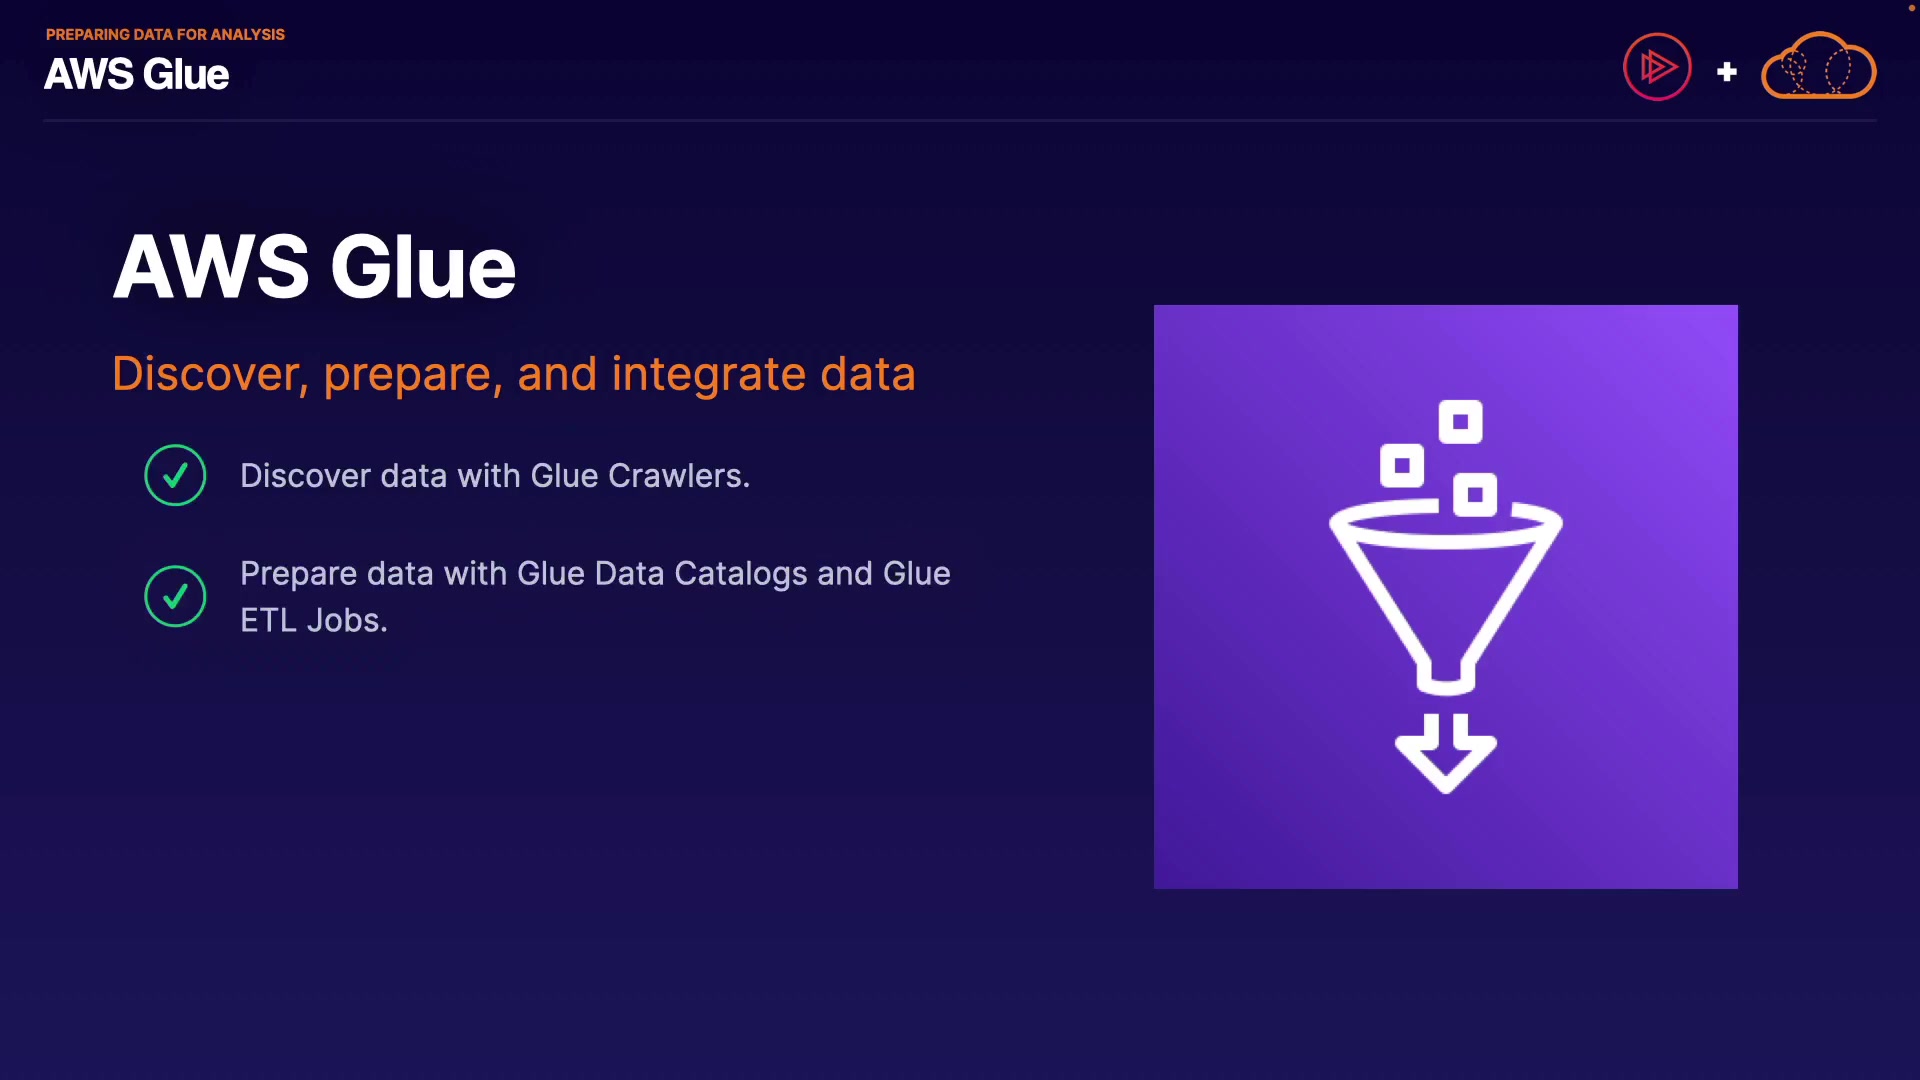 PREPARING DATA FOR ANALYSIS
AWS Glue
AWS Glue
Discover, prepare, and integrate data
Discover data with Glue Crawlers.
Prepare data with Glue Data Catalogs and Glue
ETL Jobs.